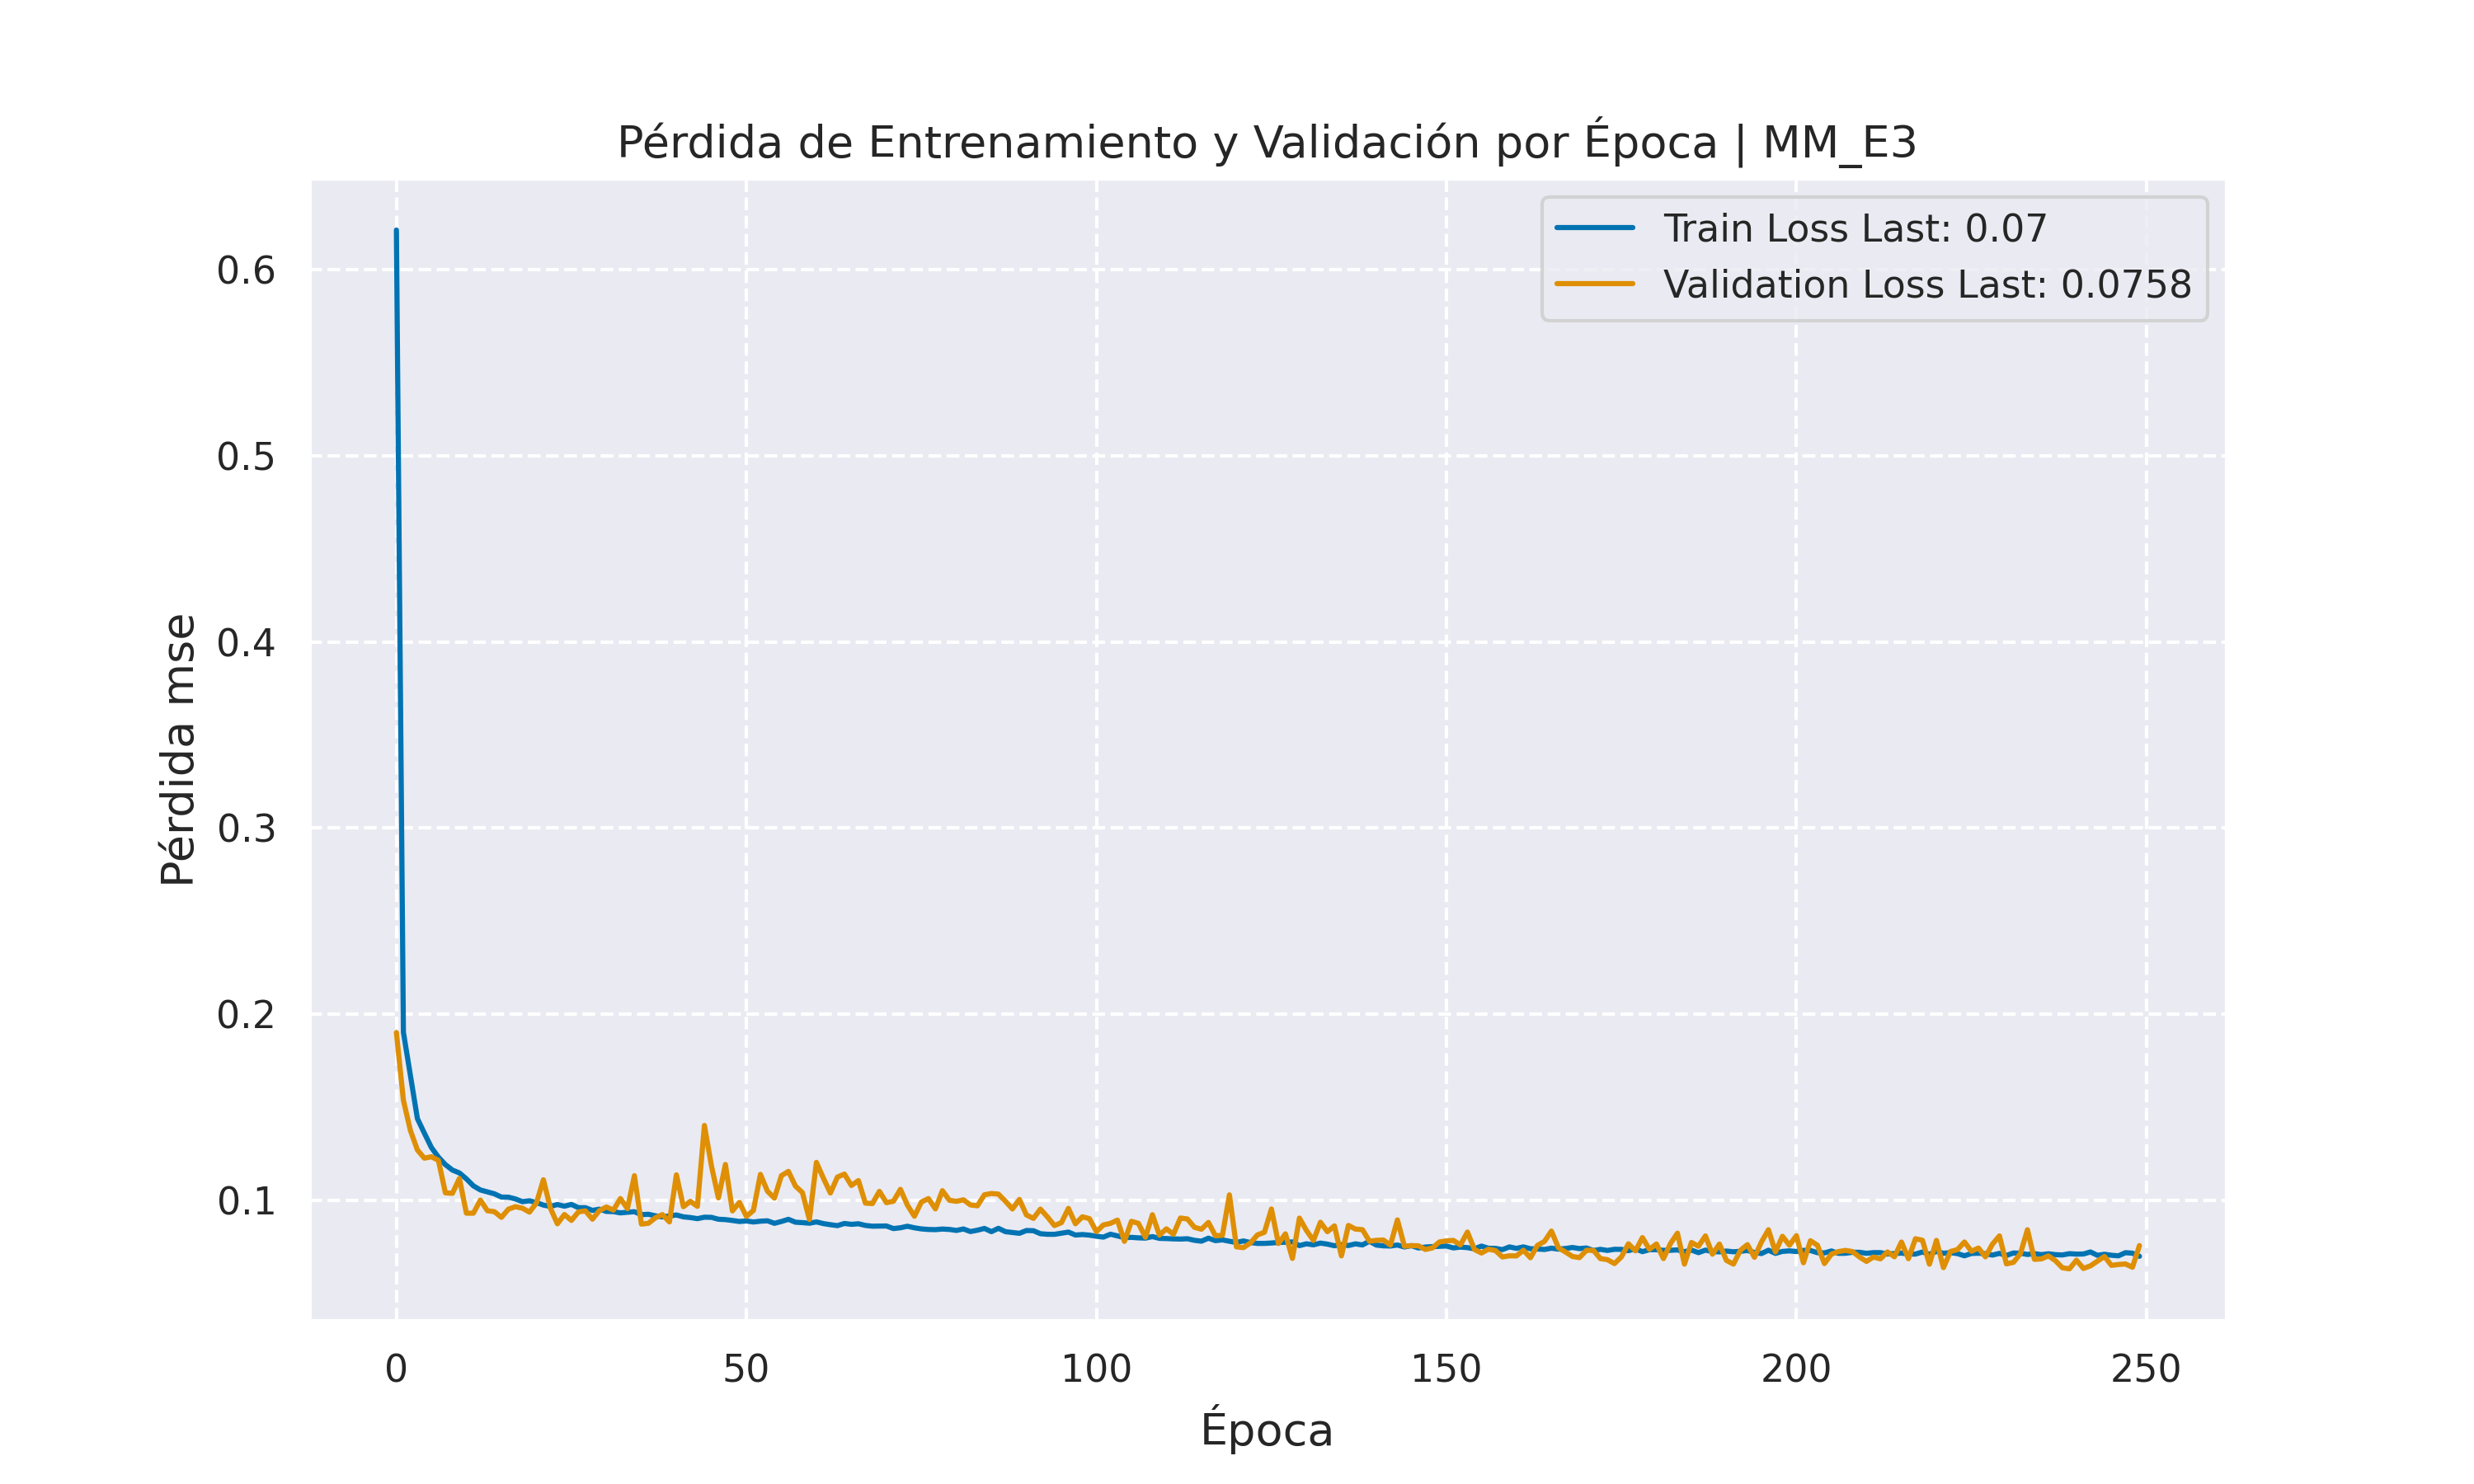 Pérdida de Entrenamiento y Validación por Época | MM_E3
Train Loss Last: 0.07
Validation Loss Last: 0.0758
Pérdida mse
0.6
0.5
0.4
0.3
0.2
0.1
0
50
100
150
200
250
Época